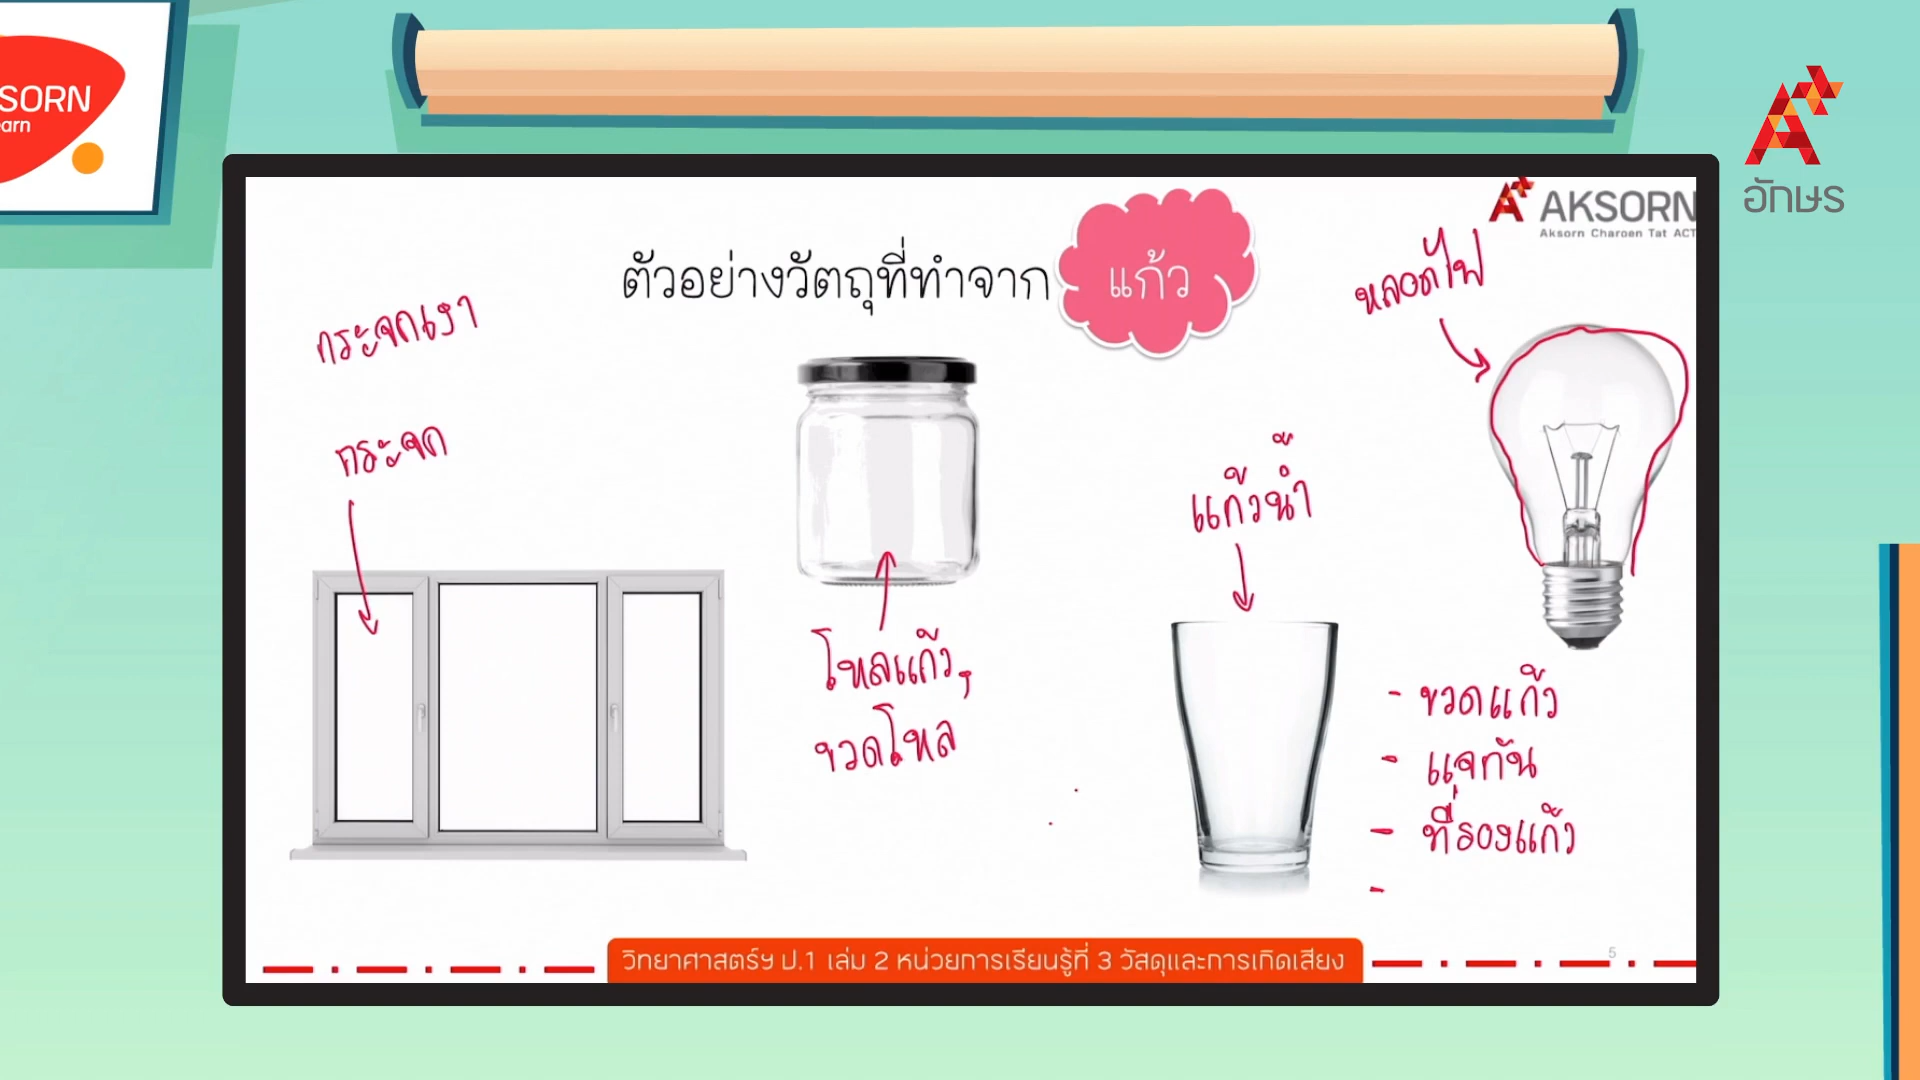 SORN
arn
อักษร
AKSORN
Aksorn Charoen Tat ACT
ตัวอย่างวัตถุที่ทำจาก แก้ว
หลอดไฟ
กระจกเงา
กระจก
แก้วน้ำ
โหลแก้ว,
ขวดโหล
- ขวดแก้ว
- แจกัน
- ที่รองแก้ว
-
วิทยาศาสตร์ฯ ป.1 เล่ม 2 หน่วยการเรียนรู้ที่ 3 วัสดุและการเกิดเสียง
5